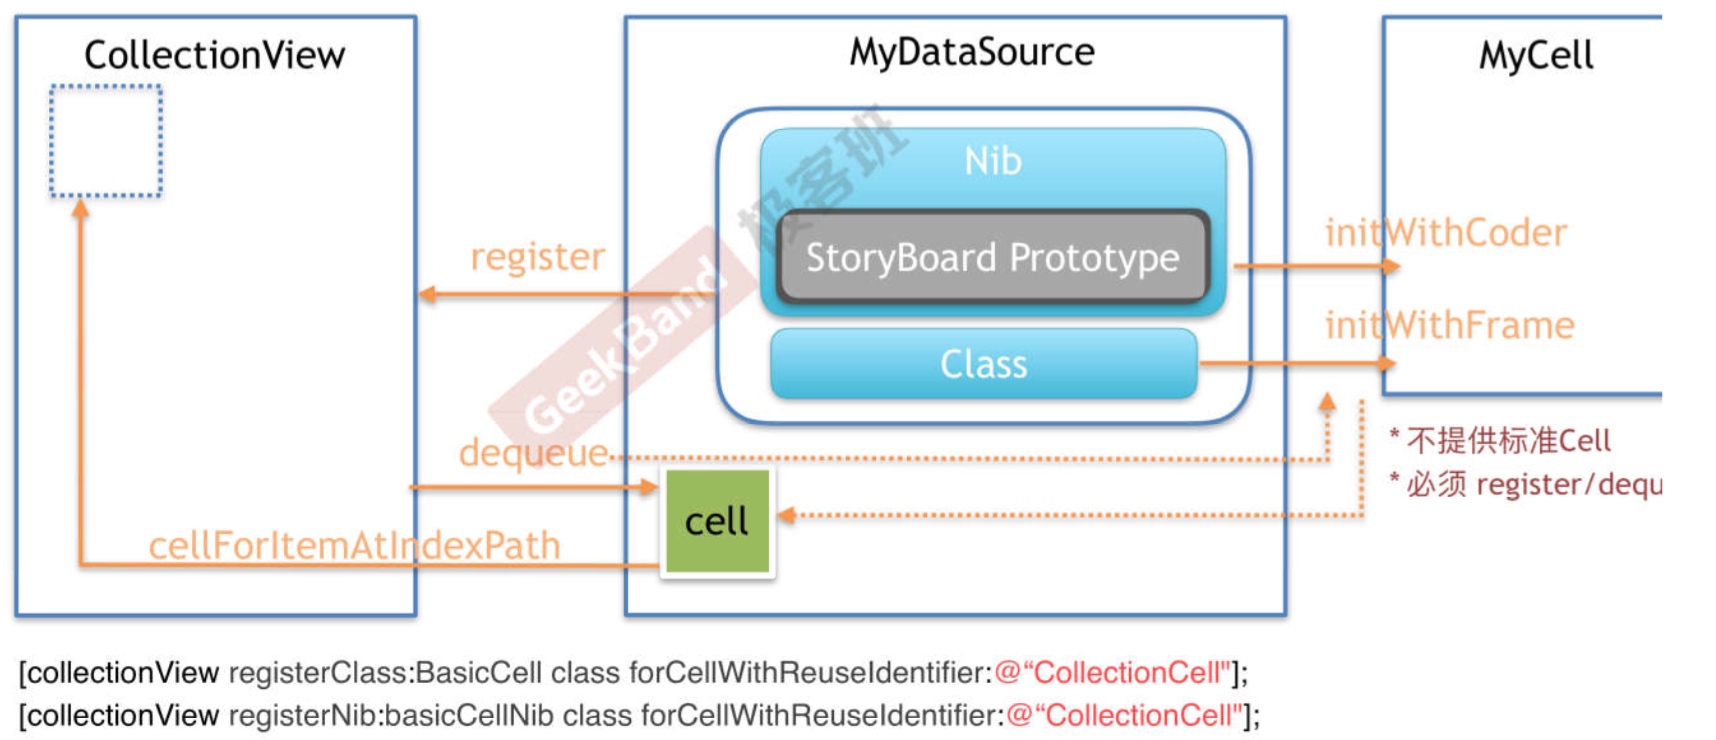 CollectionView
MyDataSource
MyCell
Nib
StoryBoard Prototype
Class
initWithCoder
initWithFrame
register
dequeue
cell
cellForItemAtIndexPath
* 不提供标准Cell
* 必须 register/dequ
GeekBand 极客班
[collectionView registerClass:BasicCell class forCellWithReuseIdentifier:@“CollectionCell"];
[collectionView registerNib:basicCellNib class forCellWithReuseIdentifier:@“CollectionCell"];